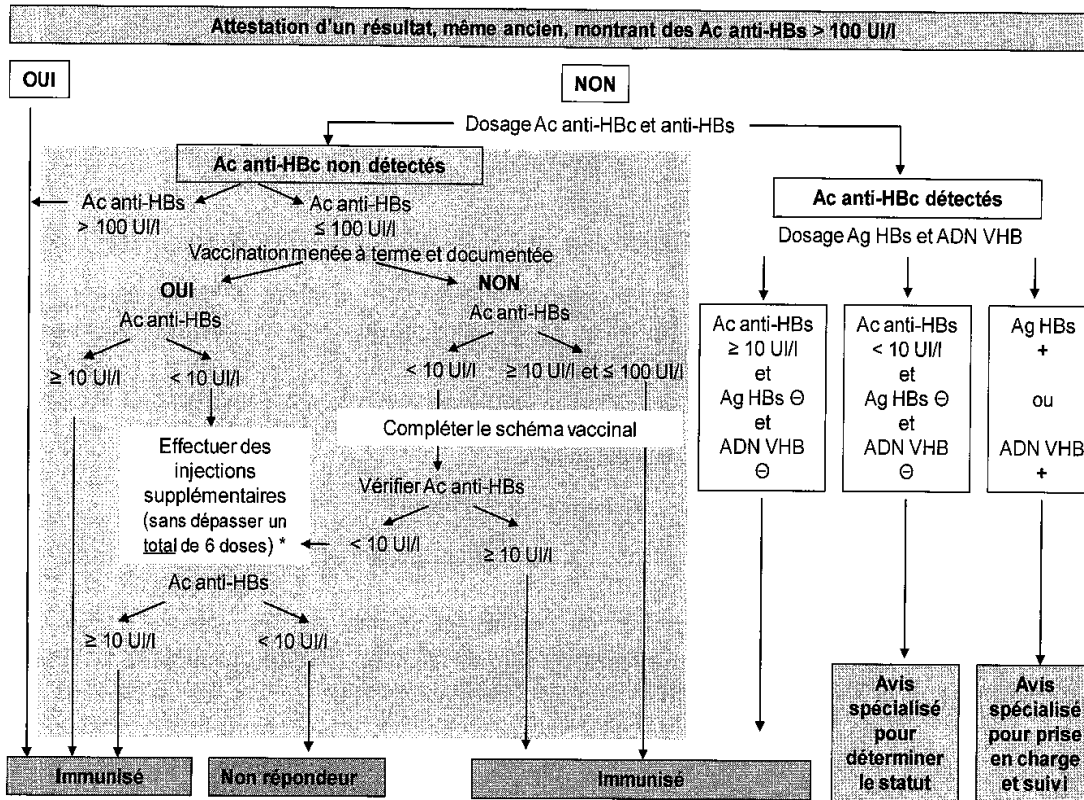 Attestation d'un résultat, même ancien, montrant des Ac anti-HBs > 100 UI/l
OUI
NON
Dosage Ac anti-HBc et anti-HBs
Ac anti-HBc non détectés
Ac anti-HBs
> 100 UI/l
Ac anti-HBs
≤ 100 UI/l
Vaccination menée à terme et documentée
OUI
Ac anti-HBs
≥ 10 UI/l
< 10 UI/l
Effectuer des
injections
supplémentaires
(sans dépasser un
total de 6 doses) *
Ac anti-HBs
≥ 10 UI/l
< 10 UI/l
NON
Ac anti-HBs
< 10 UI/l
≥ 10 UI/l et ≤ 100 UI/l
Compléter le schéma vaccinal
Vérifier Ac anti-HBs
< 10 UI/l
≥ 10 UI/l
Ac anti-HBc détectés
Dosage Ag HBs et ADN VHB
Ac anti-HBs
≥ 10 UI/l
et
Ag HBs ⊖
et
ADN VHB
⊖
Ac anti-HBs
< 10 UI/l
et
Ag HBs ⊖
et
ADN VHB
⊖
Ag HBs
+
ou
ADN VHB
+
Immunisé
Non répondeur
Immunisé
Avis
spécialisé
pour
déterminer
le statut
Avis
spécialisé
pour prise
en charge
et suivi